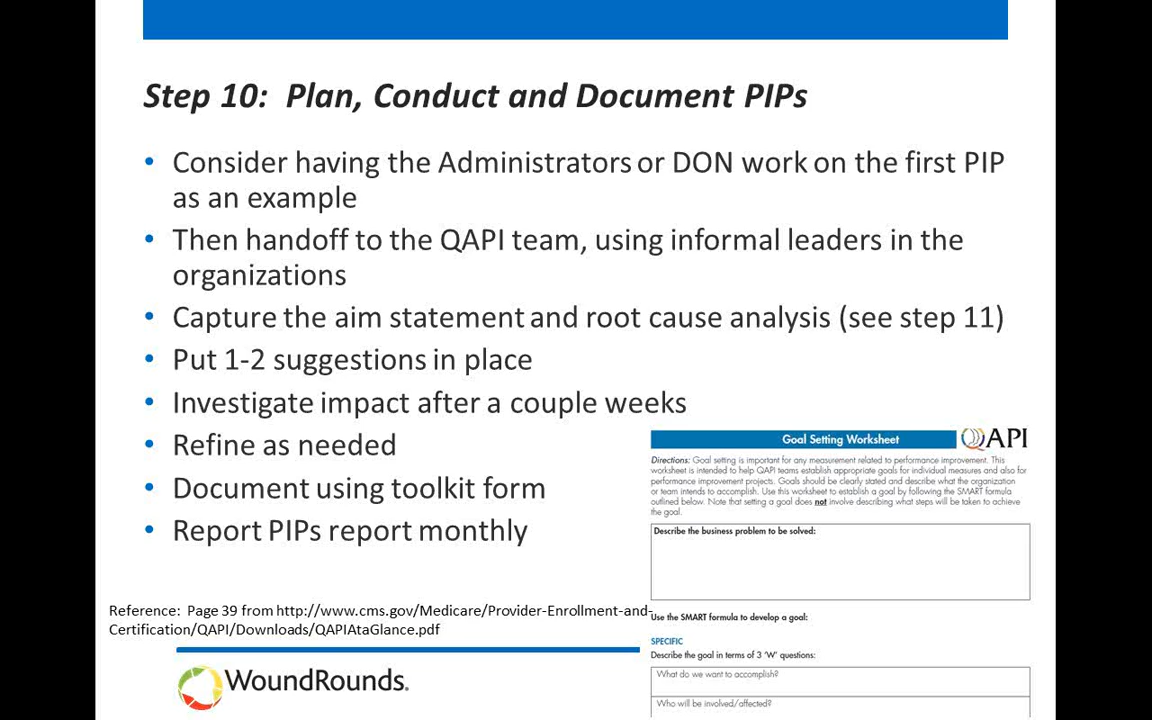 Step 10:  Plan, Conduct and Document PIPs
• Consider having the Administrators or DON work on the first PIP
as an example
• Then handoff to the QAPI team, using informal leaders in the
organizations
• Capture the aim statement and root cause analysis (see step 11)
• Put 1-2 suggestions in place
• Investigate impact after a couple weeks
• Refine as needed
• Document using toolkit form
• Report PIPs report monthly
Reference:  Page 39 from http://www.cms.gov/Medicare/Provider-Enrollment-and-
Certification/QAPI/Downloads/QAPIAtaGlance.pdf
WoundRounds.
Goal Setting Worksheet
QAPI
Directions: Goal setting is important for any measurement related to performance improvement. This
worksheet is intended to help QAPI teams establish appropriate goals for individual measures and also for
performance improvement projects. Goals should be clearly stated and describe what the organization
or team intends to accomplish. Use this worksheet to establish a goal by following the SMART formula
outlined below. Note that setting a goal does not involve describing what steps will be taken to achieve
the goal.
Describe the business problem to be solved:
Use the SMART formula to develop a goal:
SPECIFIC
Describe the goal in terms of 3 'W' questions:
What do we want to accomplish?
Who will be involved/affected?